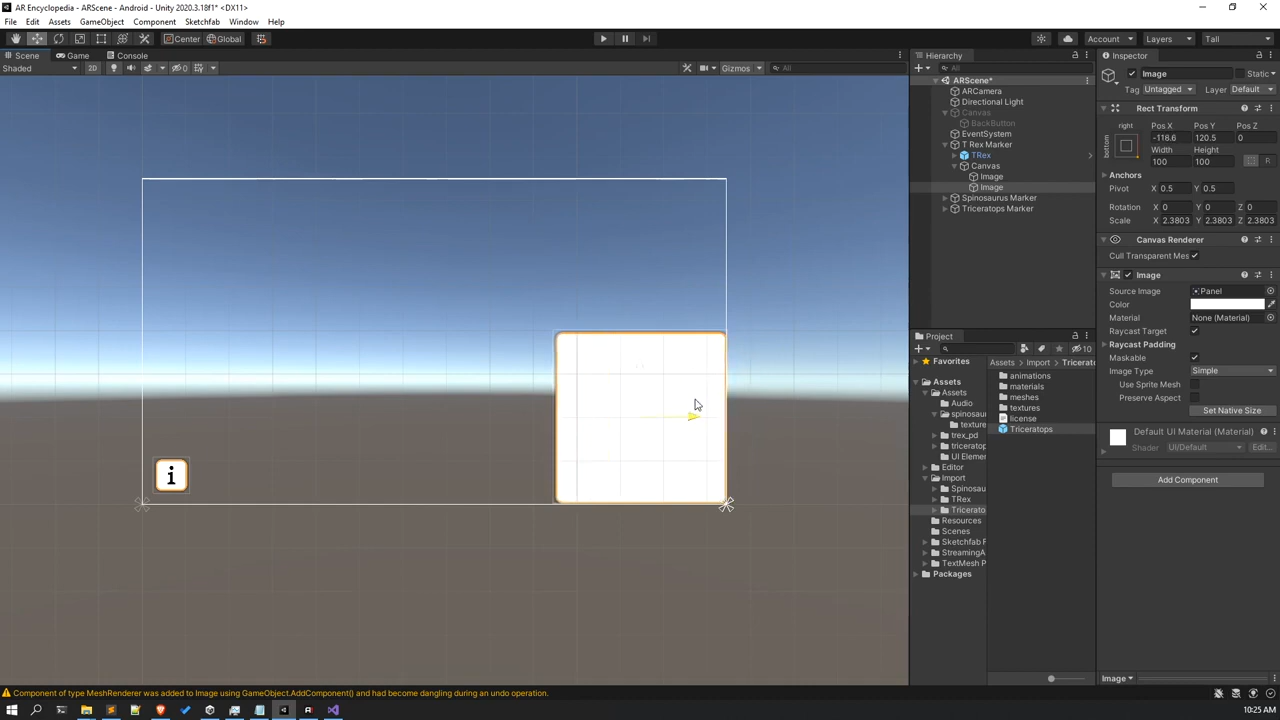 AR Encyclopedia - ARScene - Android - Unity 2020.3.18f1* <DX11>
File Edit Assets GameObject Component Sketchfab Window Help
Center Global
Account Layers Tall
Scene Game Console
Shaded 2D 0 Gizmos All
Hierarchy
All
ARScene*
ARCamera
Directional Light
Canvas
BackButton
EventSystem
T Rex Marker
TRex
Canvas
Image
Image
Spinosaurus Marker
Triceratops Marker
Project
10
Favorites
Assets
Assets
Audio
spinosau
texture
trex_pd
triceratop
UI Elemer
Editor
Import
Spinosau
TRex
Tricerato
Resources
Scenes
Sketchfab F
StreamingA
TextMesh P
Packages
Assets Import Tricerato
animations
materials
meshes
textures
license
Triceratops
Inspector
Image Static
Tag Untagged Layer Default
Rect Transform
right Pos X Pos Y Pos Z
-118.6 120.5 0
bottom Width Height
100 100 R
Anchors
Pivot X 0.5 Y 0.5
Rotation X 0 Y 0 Z 0
Scale X 2.3803 Y 2.3803 Z 2.3803
Canvas Renderer
Cull Transparent Mes
Image
Source Image Panel
Color
Material None (Material)
Raycast Target
Raycast Padding
Maskable
Image Type Simple
Use Sprite Mesh
Preserve Aspect
Set Native Size
Default UI Material (Material)
Shader UI/Default Edit...
Add Component
Image
i
Component of type MeshRenderer was added to Image using GameObject.AddComponent() and had become dangling during an undo operation.
10:25 AM